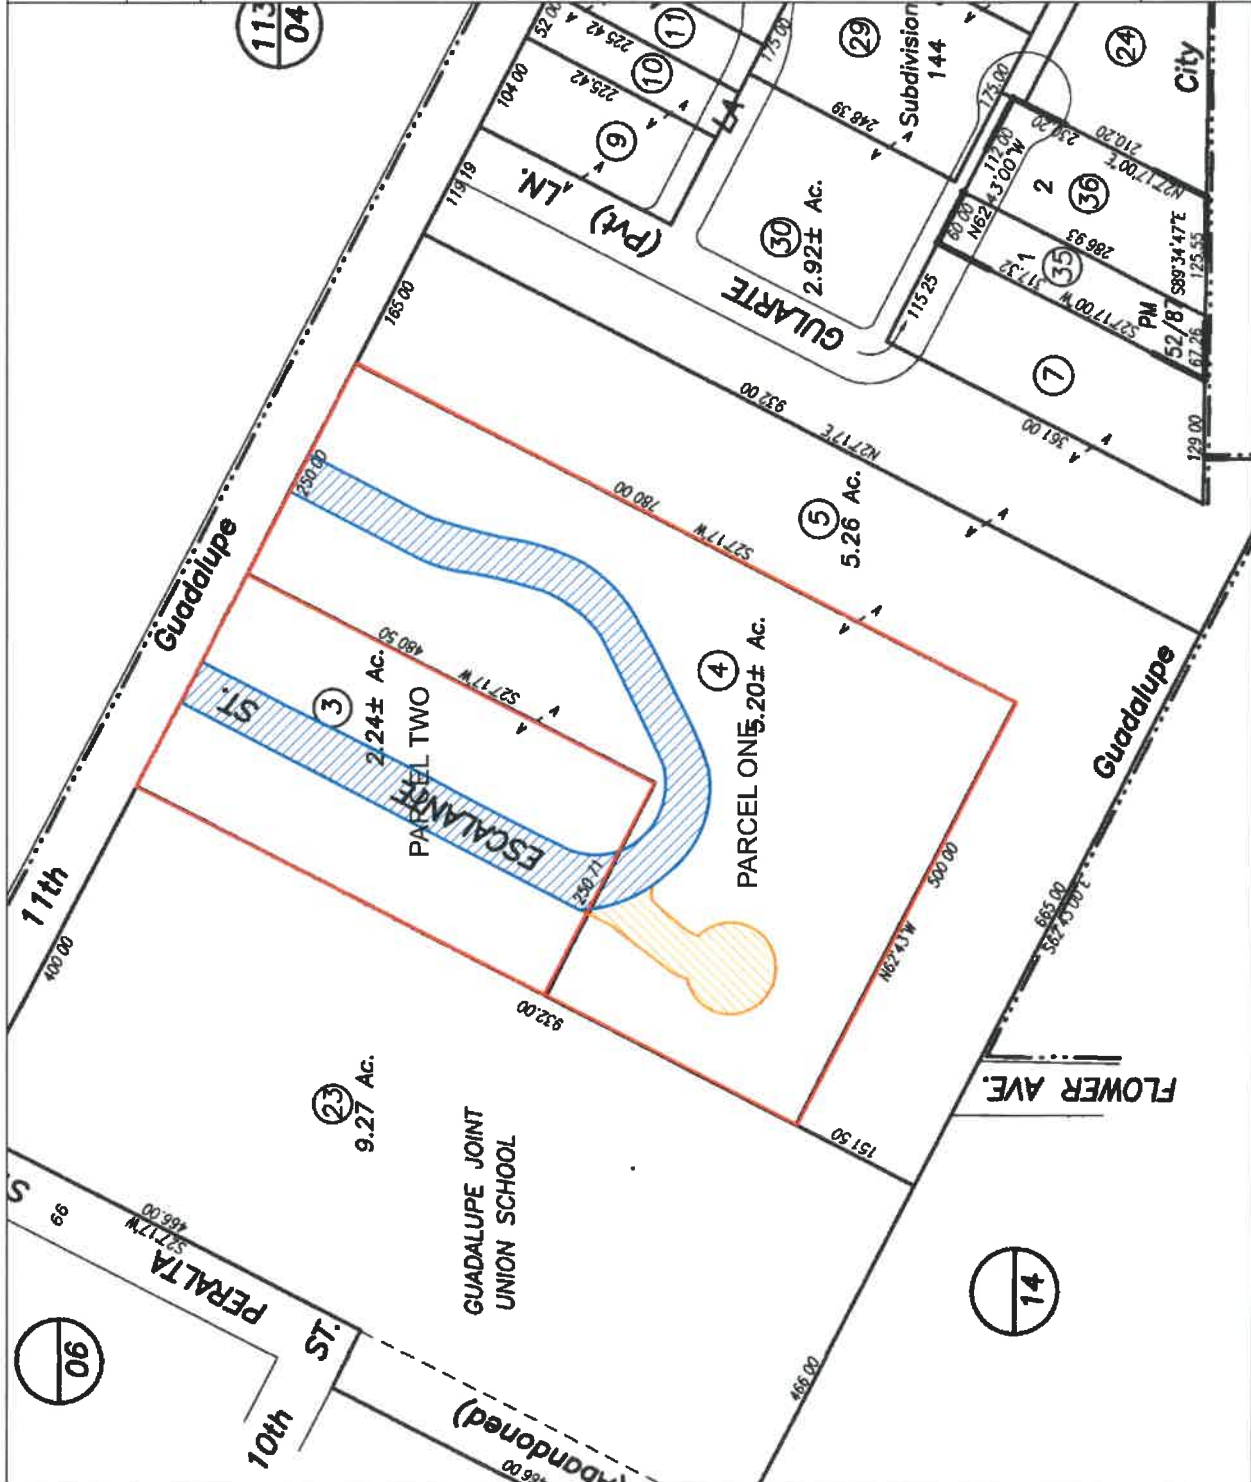 113
04
52.00
225.42
11
10
225.42
104.00
9
119.19
LN.
(Pvt)
LA
175.00
29
Subdivision
144
248.39
24
City
175.00
230.20
210.20
N27°17'00"E
112.00
N62°43'00"W
60.00
2
36
286.93
1
35
317.32
S27°17'00"W
PM
52/87
S89°34'47"E
125.55
67.26
30
2.92± Ac.
GULARTE
115.25
7
361.00
129.00
165.00
932.00
N27°17'E
5
5.26 Ac.
250.00
780.00
S27°17'W
Guadalupe
480.50
S27°17'W
3
2.24± Ac.
PARCEL TWO
ST.
ESCALANTE
250.71
4
5.20± Ac.
PARCEL ONE
Guadalupe
11th
400.00
932.00
N62°43'W
500.00
665.00
S62°45'00"E
FLOWER AVE.
151.50
23
9.27 Ac.
GUADALUPE JOINT
UNION SCHOOL
S
66
S27°17'W
466.00
PERALTA
ST.
06
10th
14
466.00
(Abandoned)
466.00